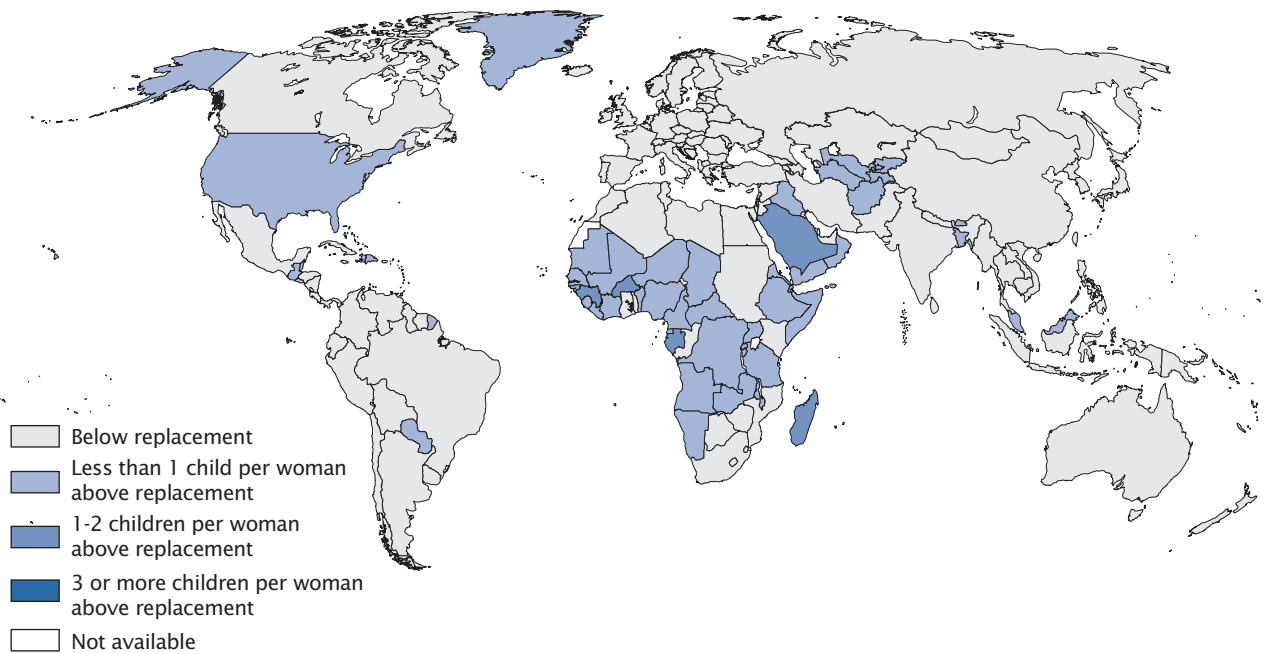 Below replacement
Less than 1 child per woman
above replacement
1-2 children per woman
above replacement
3 or more children per woman
above replacement
Not available